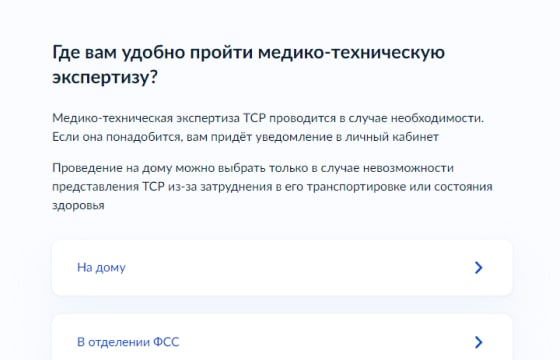 Где вам удобно пройти медико-техническую
экспертизу?
Медико-техническая экспертиза ТСР проводится в случае необходимости.
Если она понадобится, вам придёт уведомление в личный кабинет
Проведение на дому можно выбрать только в случае невозможности
представления ТСР из-за затруднения в его транспортировке или состояния
здоровья
На дому
В отделении ФСС